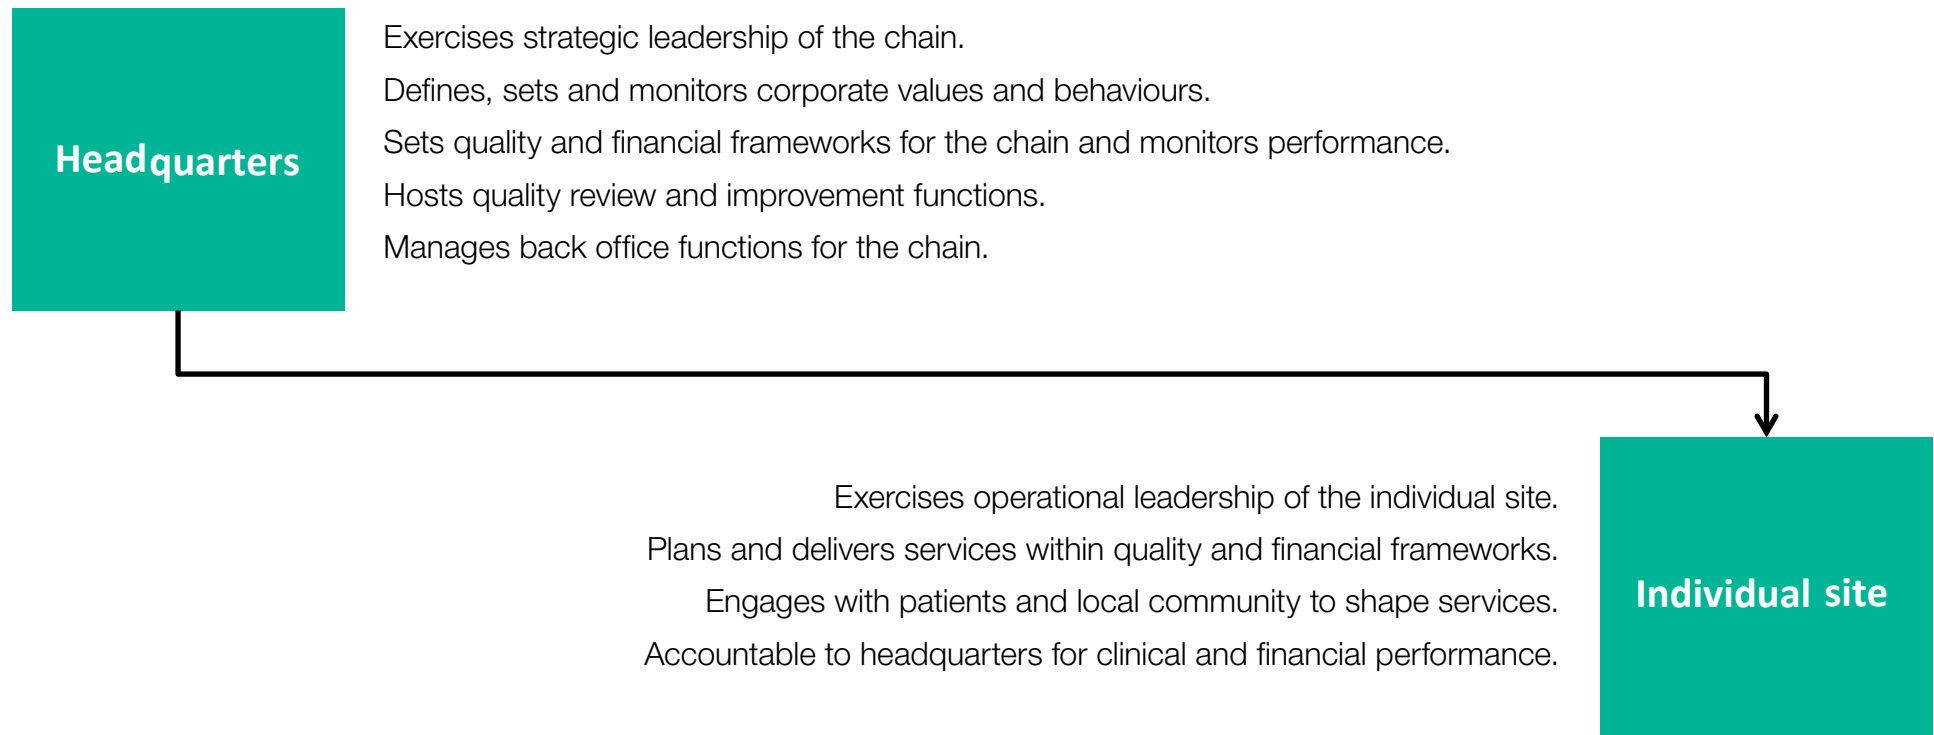 Headquarters
Exercises strategic leadership of the chain.
Defines, sets and monitors corporate values and behaviours.
Sets quality and financial frameworks for the chain and monitors performance.
Hosts quality review and improvement functions.
Manages back office functions for the chain.
Exercises operational leadership of the individual site.
Plans and delivers services within quality and financial frameworks.
Engages with patients and local community to shape services.
Accountable to headquarters for clinical and financial performance.
Individual site